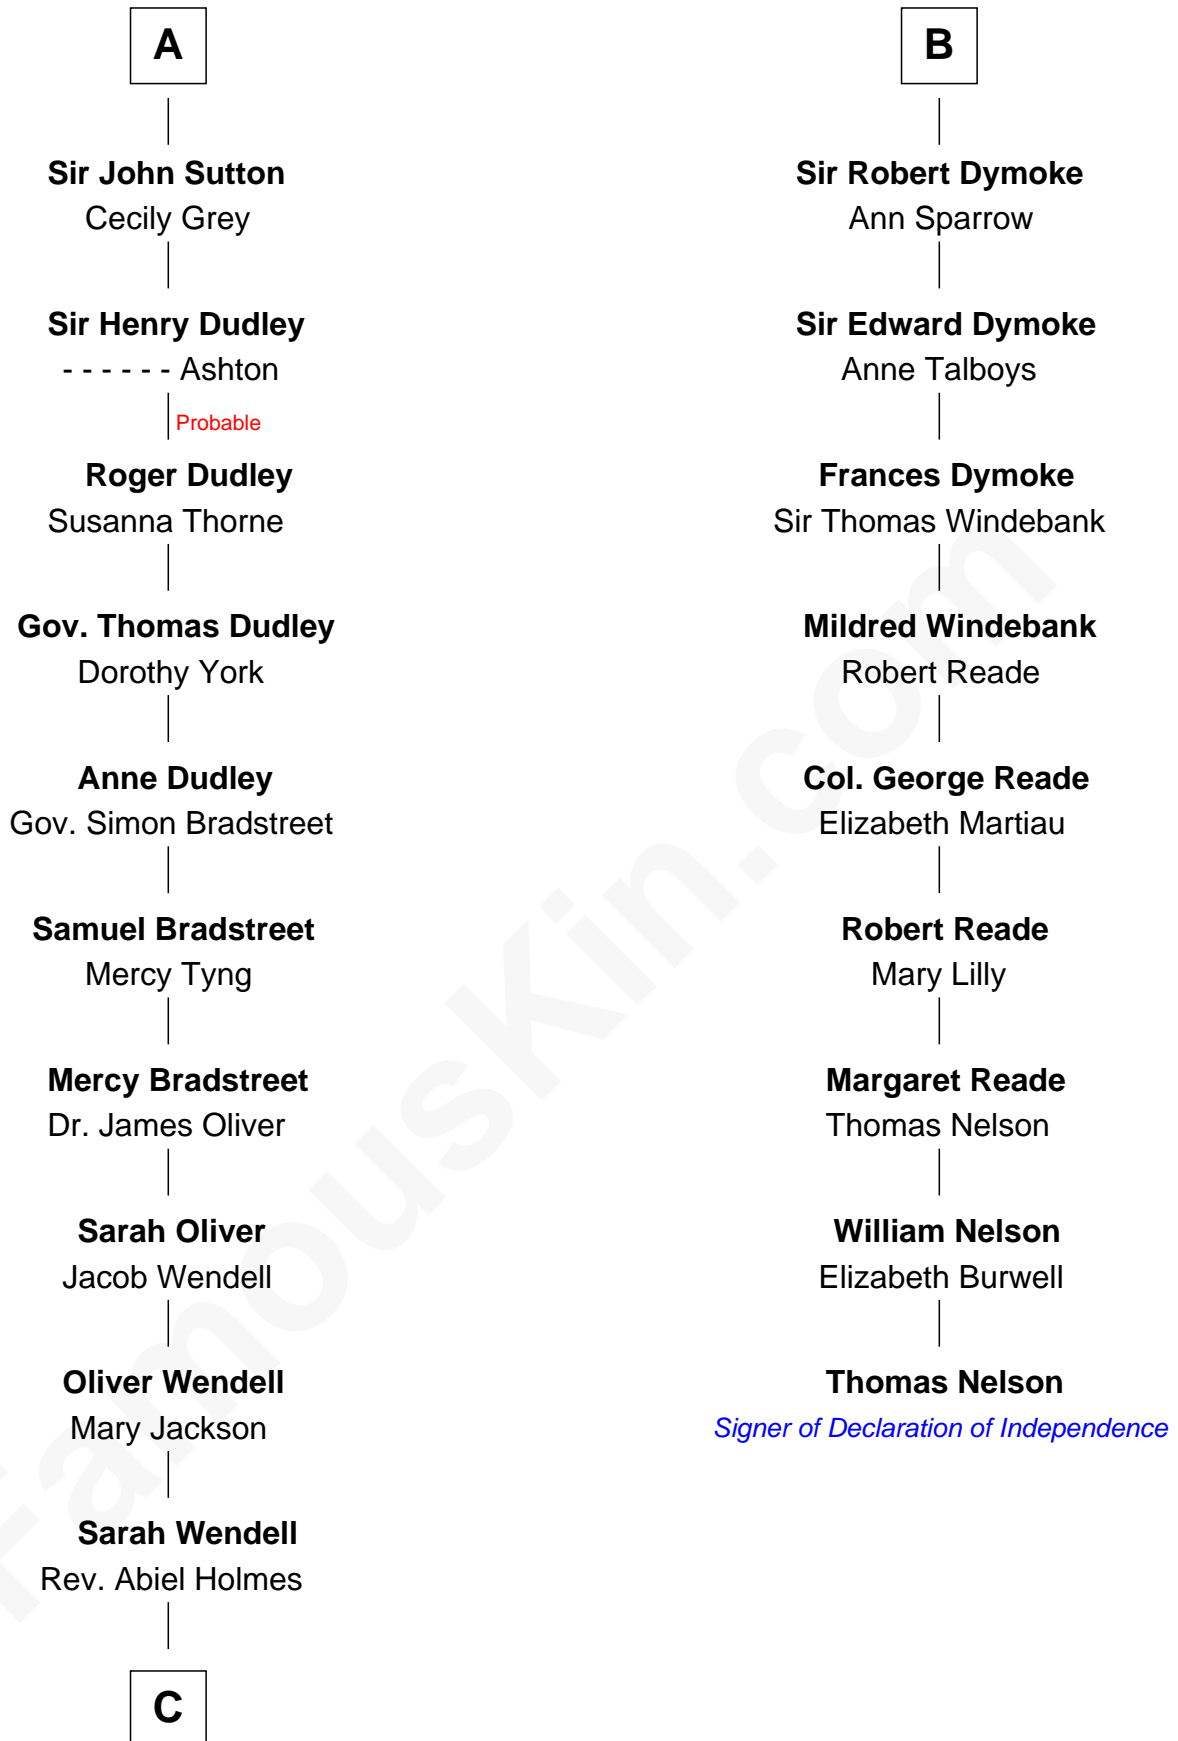 A
Sir John Sutton
Cecily Grey
Sir Henry Dudley
- - - - - - Ashton
Probable
Roger Dudley
Susanna Thorne
Gov. Thomas Dudley
Dorothy York
Anne Dudley
Gov. Simon Bradstreet
Samuel Bradstreet
Mercy Tyng
Mercy Bradstreet
Dr. James Oliver
Sarah Oliver
Jacob Wendell
Oliver Wendell
Mary Jackson
Sarah Wendell
Rev. Abiel Holmes
C
B
Sir Robert Dymoke
Ann Sparrow
Sir Edward Dymoke
Anne Talboys
Frances Dymoke
Sir Thomas Windebank
Mildred Windebank
Robert Reade
Col. George Reade
Elizabeth Martiau
Robert Reade
Mary Lilly
Margaret Reade
Thomas Nelson
William Nelson
Elizabeth Burwell
Thomas Nelson
Signer of Declaration of Independence
FamousKin.com